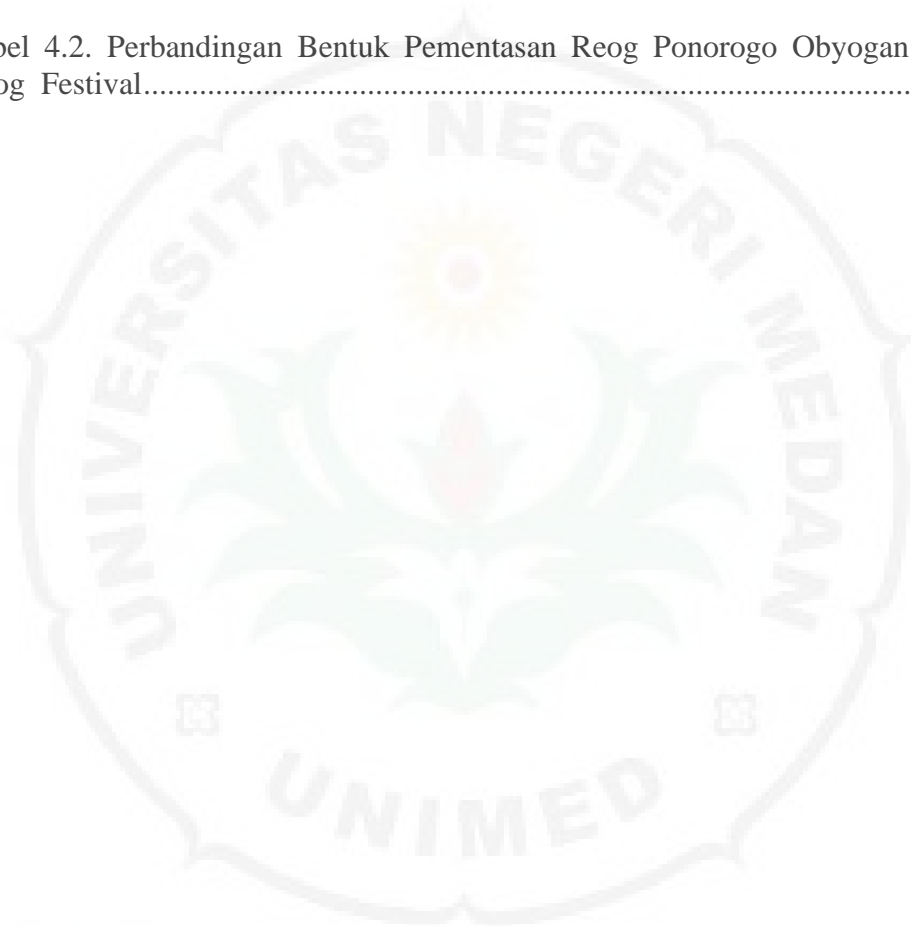 bel 4.2. Perbandingan Bentuk Pementasan Reog Ponorogo Obyogan
og Festival................................................................................................
UNIVERSITAS NEGERI MEDAN
UNIMED